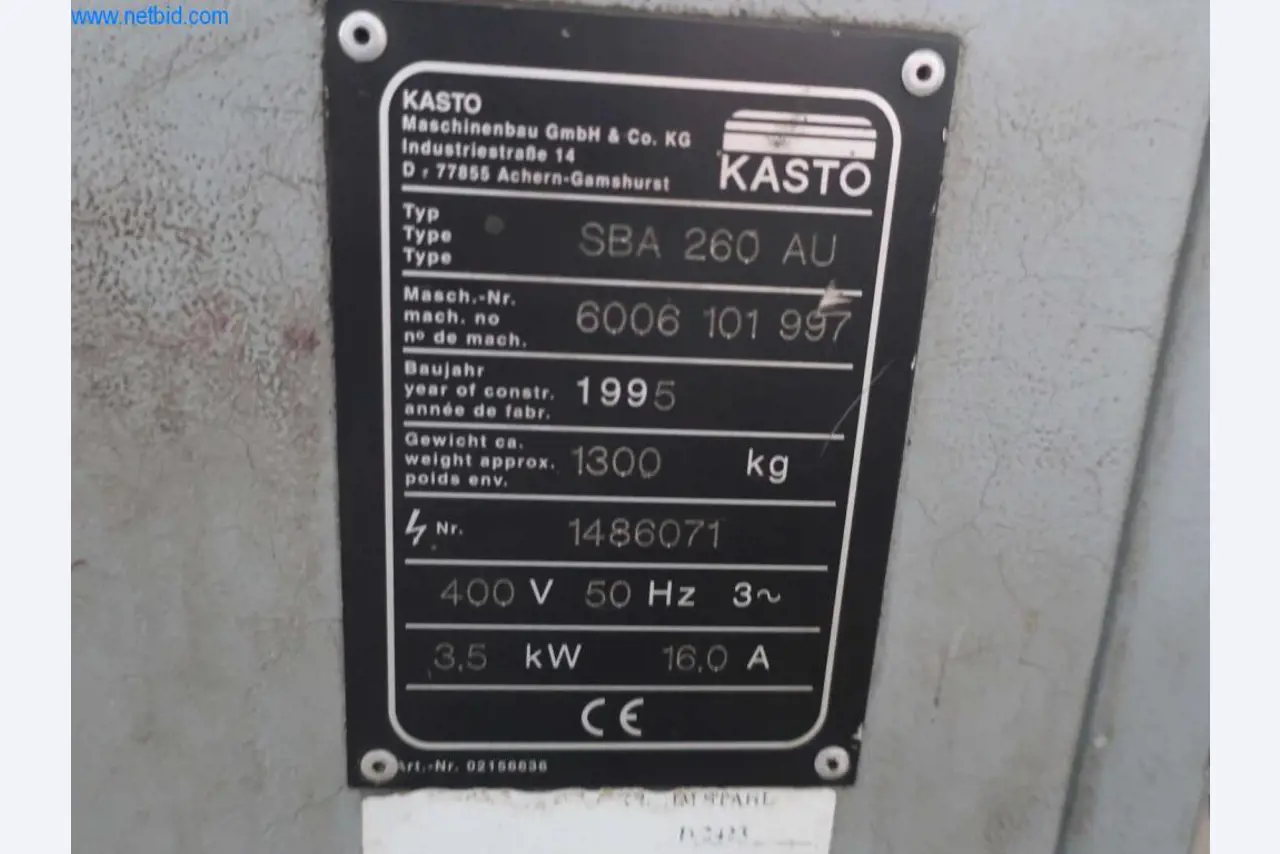 www.netbid.com
KASTO
Maschinenbau GmbH & Co. KG
Industriestraße 14
D - 77855 Achern-Gamshurst
KASTO
Typ
Type
Type
SBA 260 AU
Masch.-Nr.
mach. no
nº de mach.
6006 101 997
Baujahr
year of constr.
année de fabr.
1995
Gewicht ca.
weight approx.
poids env.
1300 kg
Nr. 1486071
400 V 50 Hz 3~
3,5 kW 16,0 A
CE
Art.-Nr. 02156636